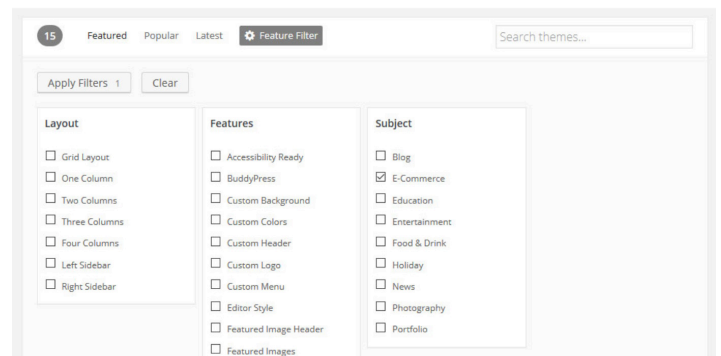 15 Featured Popular Latest Feature Filter Search themes...
Apply Filters 1 Clear
Layout
Grid Layout
One Column
Two Columns
Three Columns
Four Columns
Left Sidebar
Right Sidebar
Features
Accessibility Ready
BuddyPress
Custom Background
Custom Colors
Custom Header
Custom Logo
Custom Menu
Editor Style
Featured Image Header
Featured Images
Subject
Blog
E-Commerce
Education
Entertainment
Food & Drink
Holiday
News
Photography
Portfolio